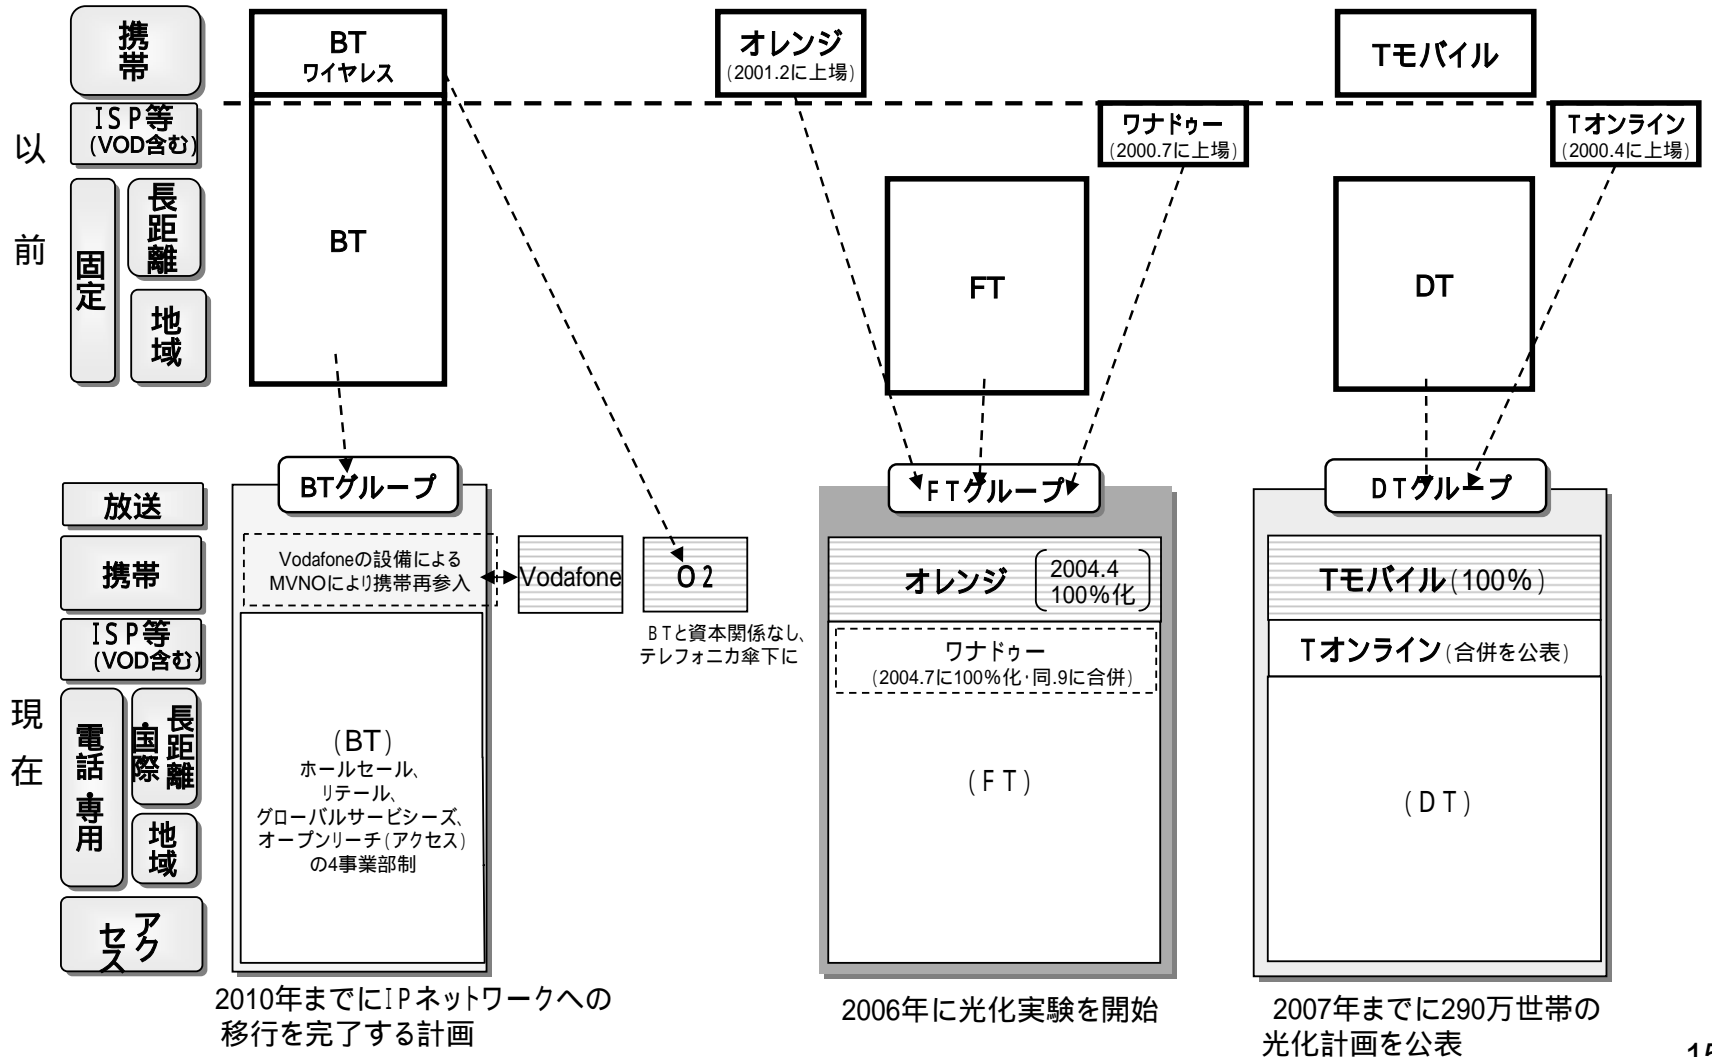 携帯
BT
ワイヤレス
オレンジ
(2001.2に上場)
Tモバイル
ISP等
(VOD含む)
ワナドゥー
(2000.7に上場)
Tオンライン
(2000.4に上場)
以前
固定
長距離
地域
BT
FT
DT
BTグループ
FTグループ
DTグループ
現在
放送
携帯
Vodafoneの設備による
MVNOにより携帯再参入
Vodafone
O2
BTと資本関係なし、
テレフォニカ傘下に
オレンジ
2004.4
100%化
Tモバイル(100%)
ISP等
(VOD含む)
ワナドゥー
(2004.7に100%化・同.9に合併)
Tオンライン(合併を公表)
電話・専用
長距離
・国際
地域
(BT)
ホールセール、
リテール、
グローバルサービシーズ、
オープンリーチ(アクセス)
の4事業部制
(FT)
(DT)
アク
セス
2010年までにIPネットワークへの
移行を完了する計画
2006年に光化実験を開始
2007年までに290万世帯の
光化計画を公表
15